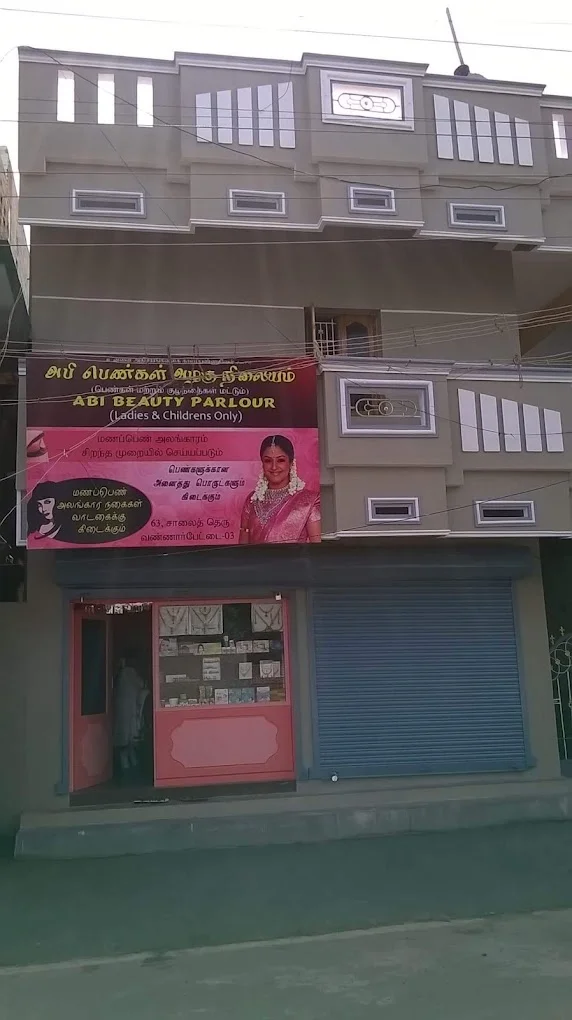 அபி பெண்கள் அழகு நிலையம்
(பெண்கள் மற்றும் குழந்தைகள் மட்டும்)
ABI BEAUTY PARLOUR
(Ladies & Childrens Only)
மணப்பெண் அலங்காரம்
சிறந்த முறையில் செய்யப்படும்
பெண்களுக்கான
அனைத்து பொருட்களும்
கிடைக்கும்
மணப்பெண்
அலங்கார நகைகள்
வாடகைக்கு
கிடைக்கும்
63, சாலைத் தெரு
வண்ணார்பேட்டை-03